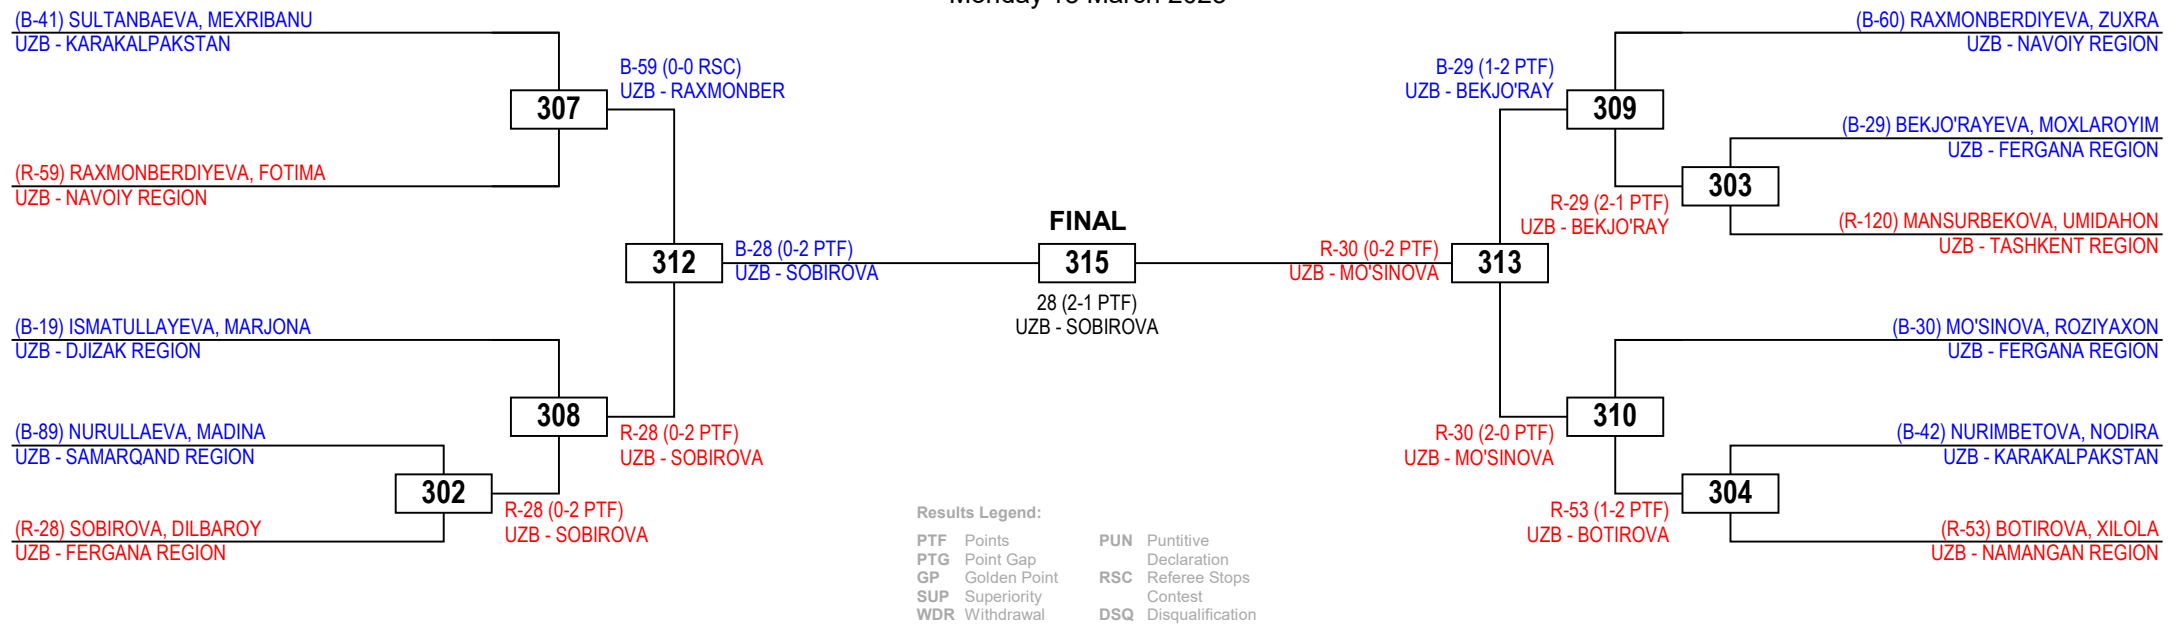 (B-41) SULTANBAEVA, MEXRIBANU
UZB - KARAKALPAKSTAN
B-59 (0-0 RSC)
UZB - RAXMONBER
307
(R-59) RAXMONBERDIYEVA, FOTIMA
UZB - NAVOIY REGION
312
B-28 (0-2 PTF)
UZB - SOBIROVA
(B-19) ISMATULLAYEVA, MARJONA
UZB - DJIZAK REGION
308
R-28 (0-2 PTF)
UZB - SOBIROVA
(B-89) NURULLAEVA, MADINA
UZB - SAMARQAND REGION
302
R-28 (0-2 PTF)
UZB - SOBIROVA
(R-28) SOBIROVA, DILBAROY
UZB - FERGANA REGION
FINAL
315
28 (2-1 PTF)
UZB - SOBIROVA
(B-60) RAXMONBERDIYEVA, ZUXRA
UZB - NAVOIY REGION
B-29 (1-2 PTF)
UZB - BEKJO'RAY
309
(B-29) BEKJO'RAYEVA, MOXLAROYIM
UZB - FERGANA REGION
303
R-29 (2-1 PTF)
UZB - BEKJO'RAY
(R-120) MANSURBEKOVA, UMIDAHON
UZB - TASHKENT REGION
R-30 (0-2 PTF)
UZB - MO'SINOVA
313
(B-30) MO'SINOVA, ROZIYAXON
UZB - FERGANA REGION
310
R-30 (2-0 PTF)
UZB - MO'SINOVA
(B-42) NURIMBETOVA, NODIRA
UZB - KARAKALPAKSTAN
304
R-53 (1-2 PTF)
UZB - BOTIROVA
(R-53) BOTIROVA, XILOLA
UZB - NAMANGAN REGION
Results Legend:
PTF Points
PTG Point Gap
GP Golden Point
SUP Superiority
WDR Withdrawal
PUN Puntitive
Declaration
RSC Referee Stops
Contest
DSQ Disqualification